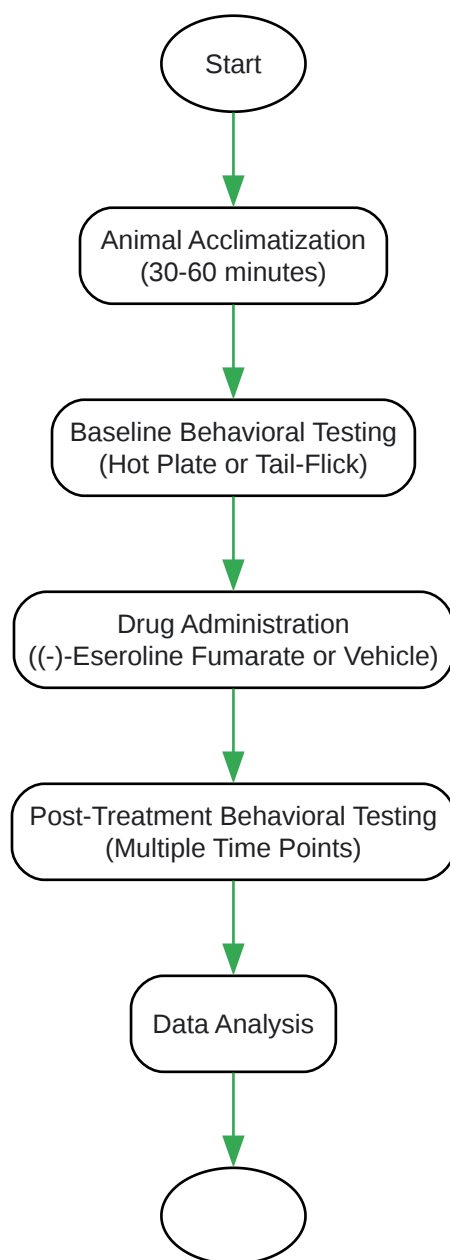 Start
Animal Acclimatization
(30-60 minutes)
Baseline Behavioral Testing
(Hot Plate or Tail-Flick)
Drug Administration
((-)-Eseroline Fumarate or Vehicle)
Post-Treatment Behavioral Testing
(Multiple Time Points)
Data Analysis